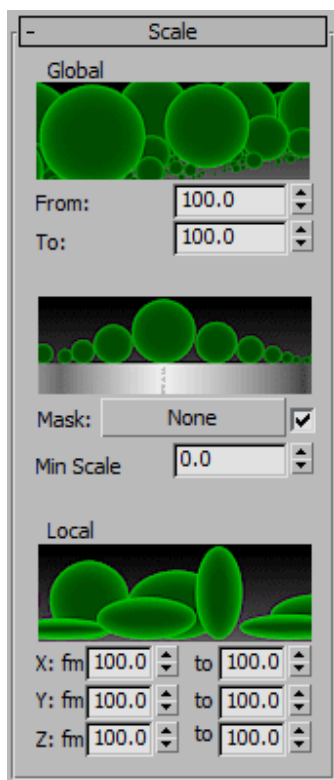 - Scale
Global
From: 100.0
To: 100.0
Mask: None
Min Scale 0.0
Local
X: fm 100.0 to 100.0
Y: fm 100.0 to 100.0
Z: fm 100.0 to 100.0